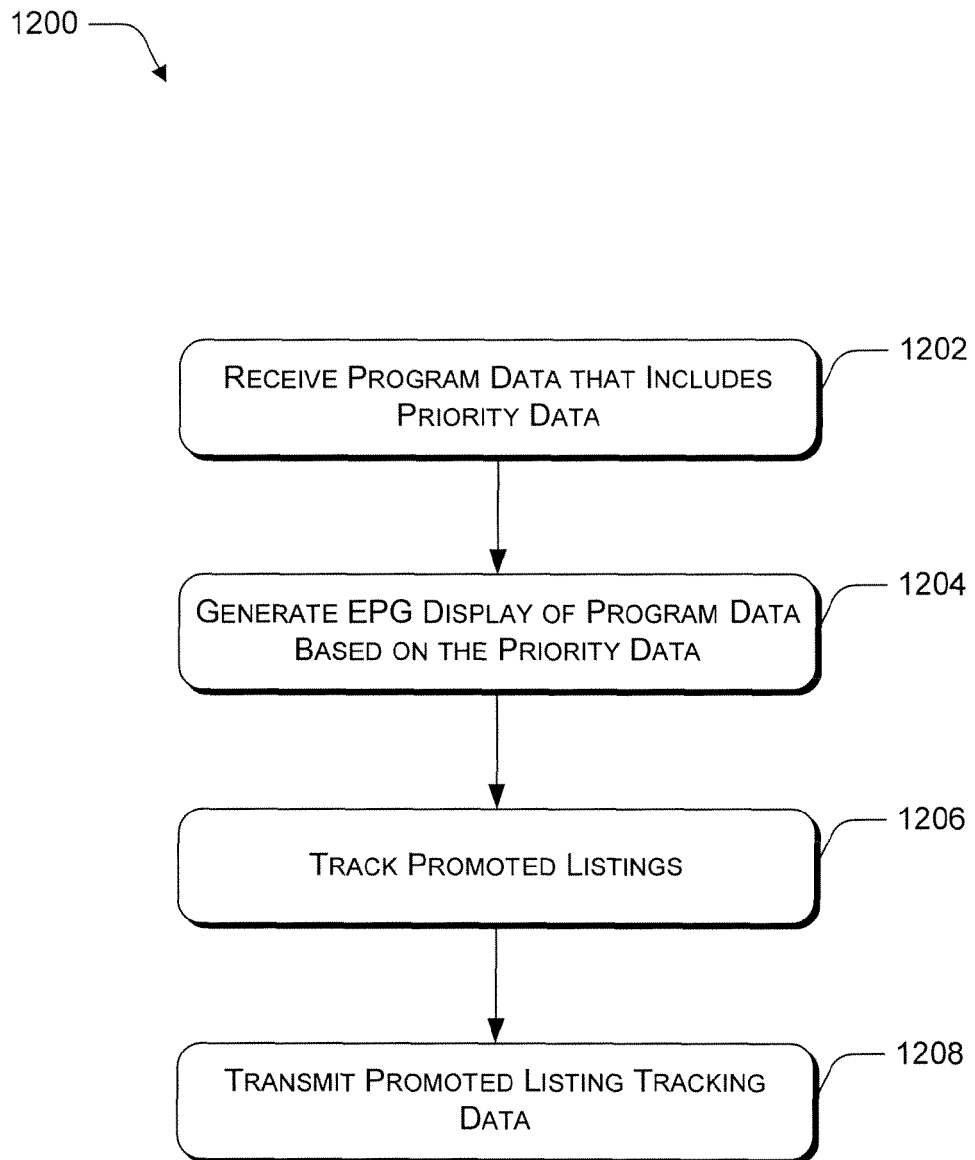 1200
1202
RECEIVE PROGRAM DATA THAT INCLUDES
PRIORITY DATA
1204
GENERATE EPG DISPLAY OF PROGRAM DATA
BASED ON THE PRIORITY DATA
1206
TRACK PROMOTED LISTINGS
1208
TRANSMIT PROMOTED LISTING TRACKING
DATA